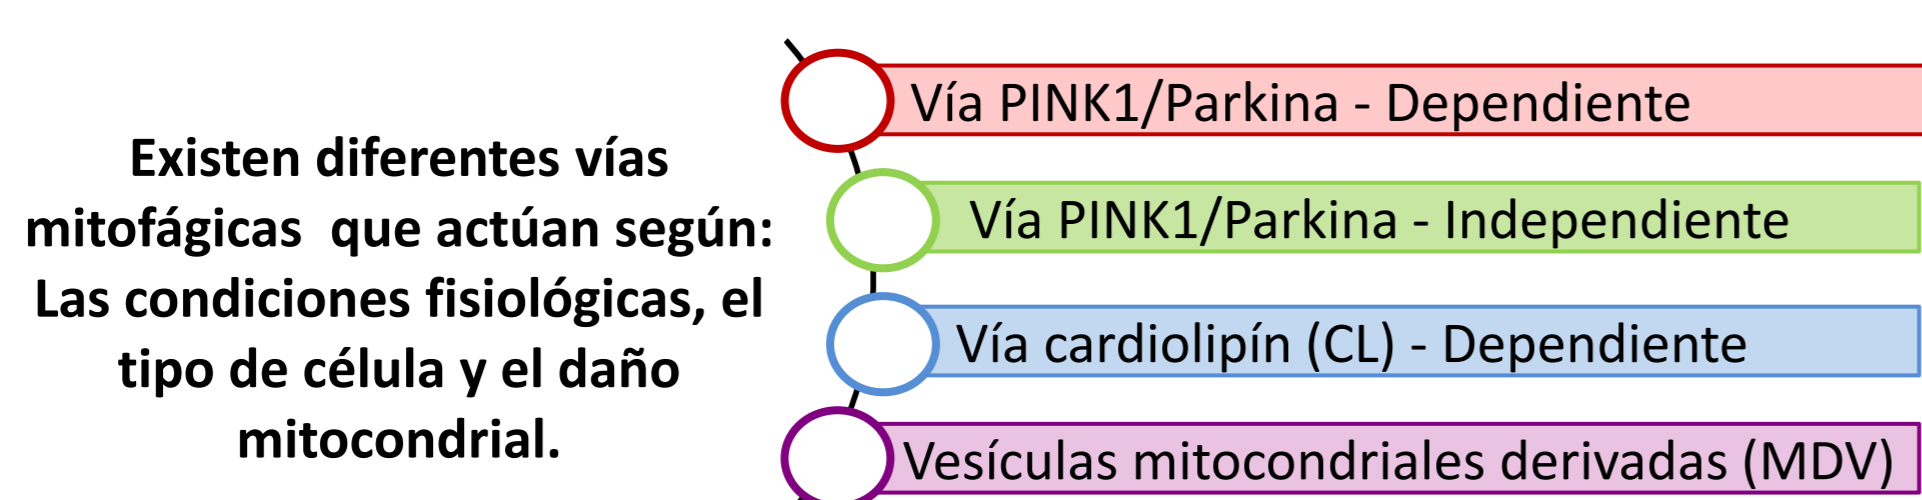 Existen diferentes vías
mitofágicas  que actúan según:
Las condiciones fisiológicas, el
tipo de célula y el daño
mitocondrial.
Vía PINK1/Parkina - Dependiente
Vía PINK1/Parkina - Independiente
Vía cardiolipín (CL) - Dependiente
Vesículas mitocondriales derivadas (MDV)